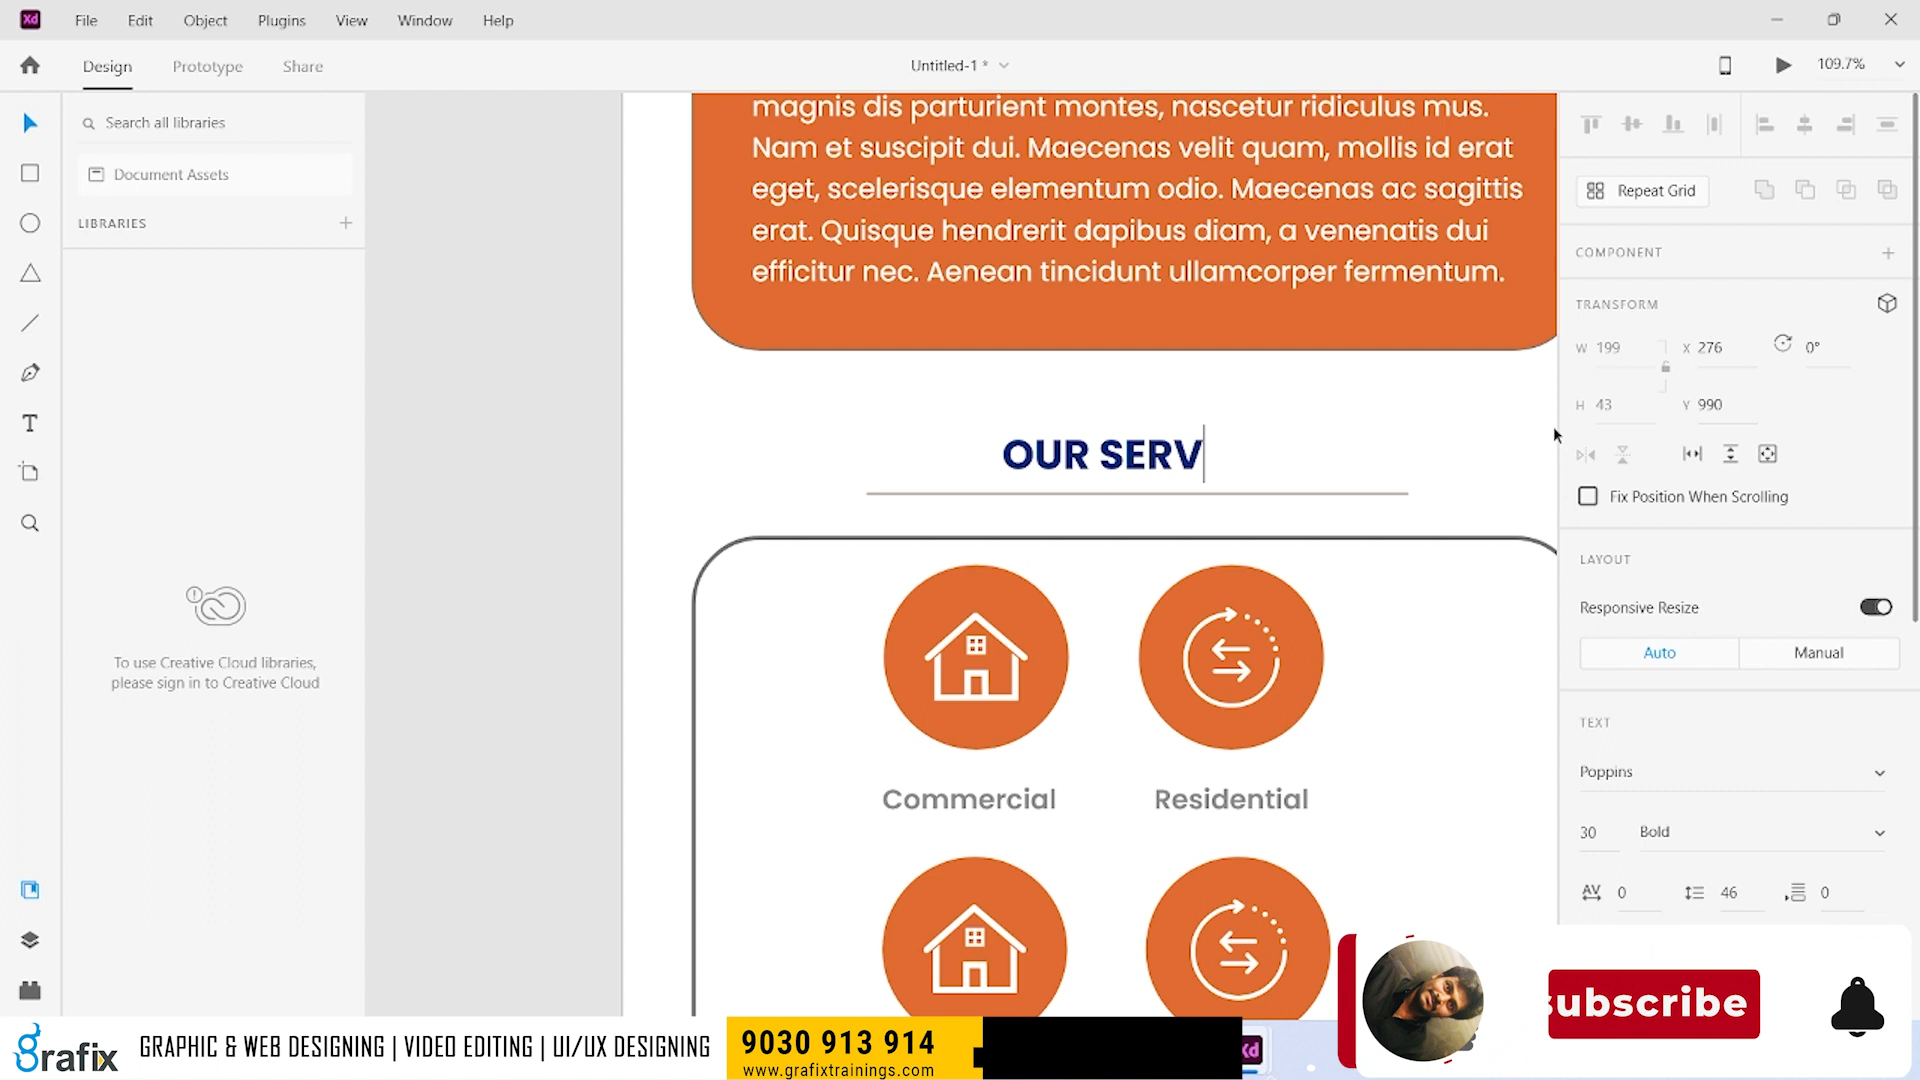 Xd
File Edit Object Plugins View Window Help
Design Prototype Share
Untitled-1 *
109.7%
Search all libraries
Document Assets
LIBRARIES
To use Creative Cloud libraries,
please sign in to Creative Cloud
magnis dis parturient montes, nascetur ridiculus mus.
Nam et suscipit dui. Maecenas velit quam, mollis id erat
eget, scelerisque elementum odio. Maecenas ac sagittis
erat. Quisque hendrerit dapibus diam, a venenatis dui
efficitur nec. Aenean tincidunt ullamcorper fermentum.
OUR SERV
Commercial
Residential
Repeat Grid
COMPONENT
TRANSFORM
W 199 X 276 0°
H 43 Y 990
Fix Position When Scrolling
LAYOUT
Responsive Resize
Auto Manual
TEXT
Poppins
30 Bold
AV 0 46 0
grafix
GRAPHIC & WEB DESIGNING | VIDEO EDITING | UI/UX DESIGNING
9030 913 914
www.grafixtrainings.com
Xd
subscribe